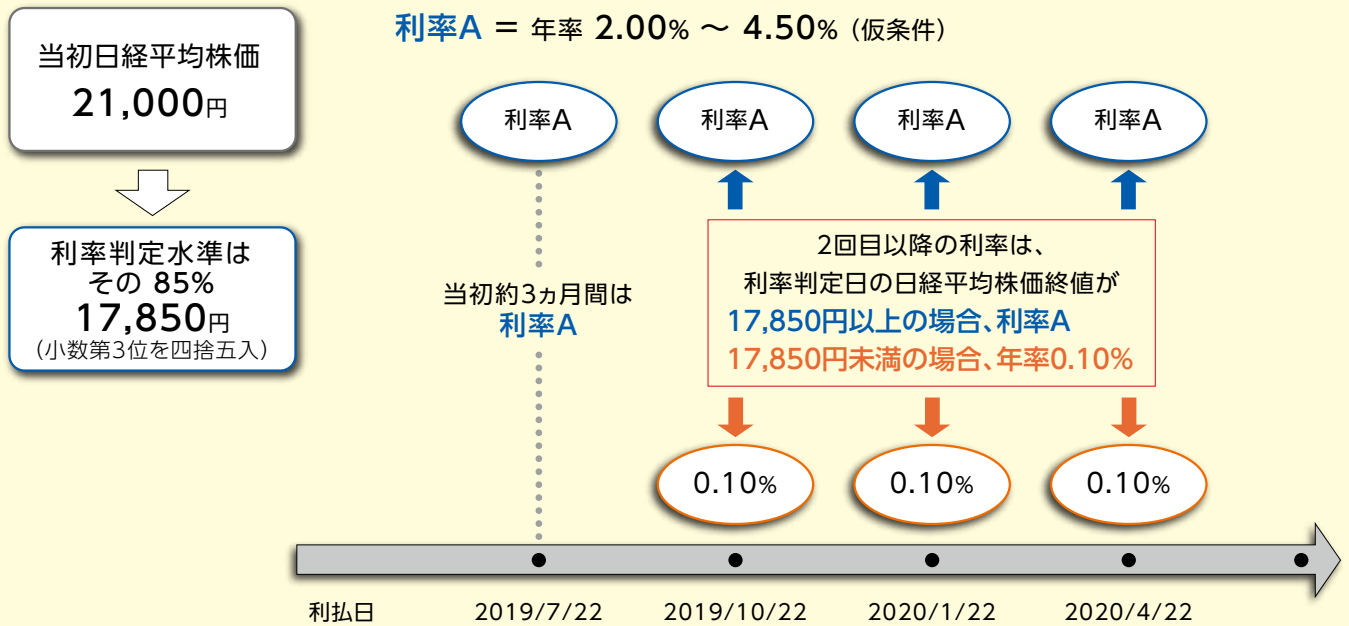 利率A = 年率 2.00% ~ 4.50% (仮条件)
当初日経平均株価
21,000円
利率判定水準は
その 85%
17,850円
(小数第3位を四捨五入)
利率A
利率A
利率A
利率A
当初約3ヵ月間は
利率A
2回目以降の利率は、
利率判定日の日経平均株価終値が
17,850円以上の場合、利率A
17,850円未満の場合、年率0.10%
0.10%
0.10%
0.10%
利払日 2019/7/22 2019/10/22 2020/1/22 2020/4/22